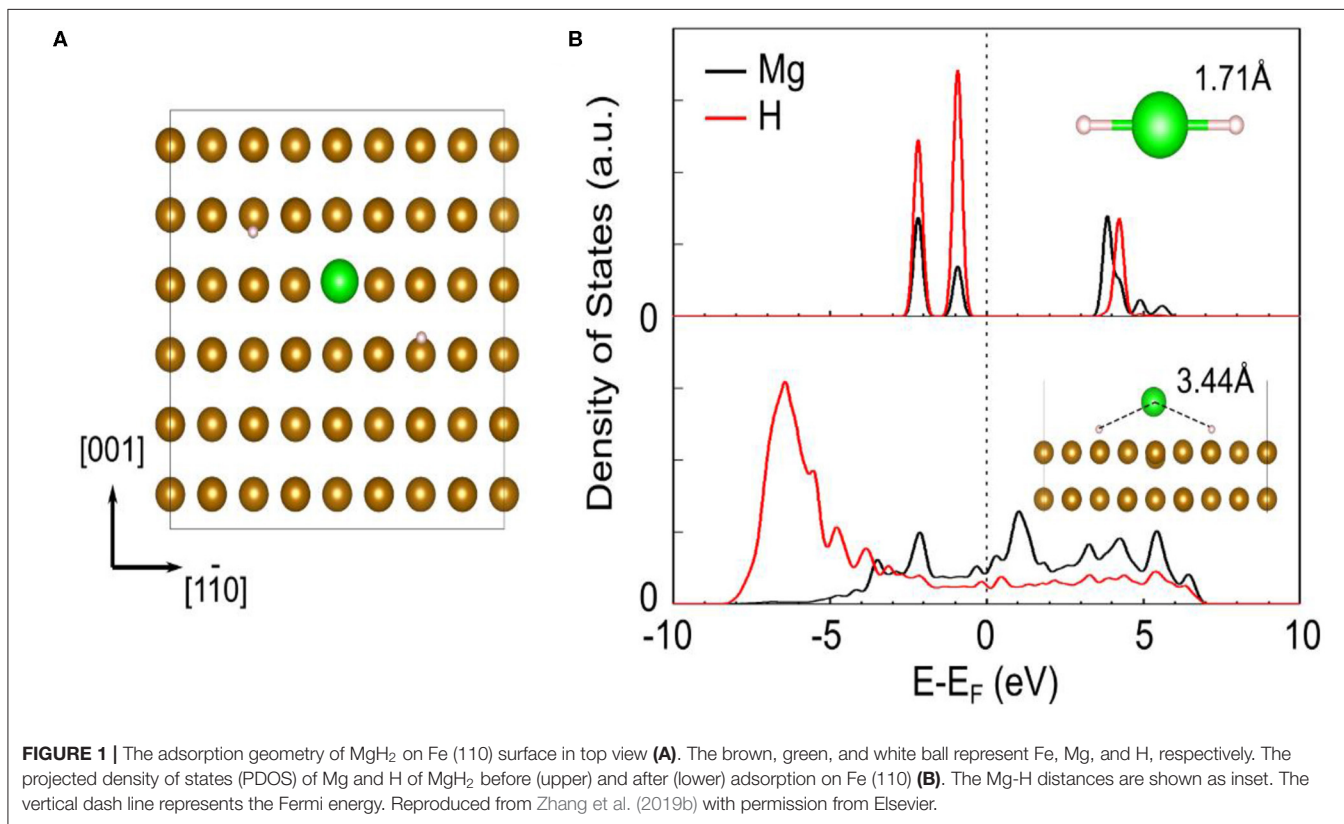 A
B
[001]
[1-10]
Density of States (a.u.)
Mg
H
1.71Å
0
3.44Å
0
-10
-5
0
5
10
E-EF (eV)
FIGURE 1 | The adsorption geometry of MgH2 on Fe (110) surface in top view (A). The brown, green, and white ball represent Fe, Mg, and H, respectively. The
projected density of states (PDOS) of Mg and H of MgH2 before (upper) and after (lower) adsorption on Fe (110) (B). The Mg-H distances are shown as inset. The
vertical dash line represents the Fermi energy. Reproduced from Zhang et al. (2019b) with permission from Elsevier.